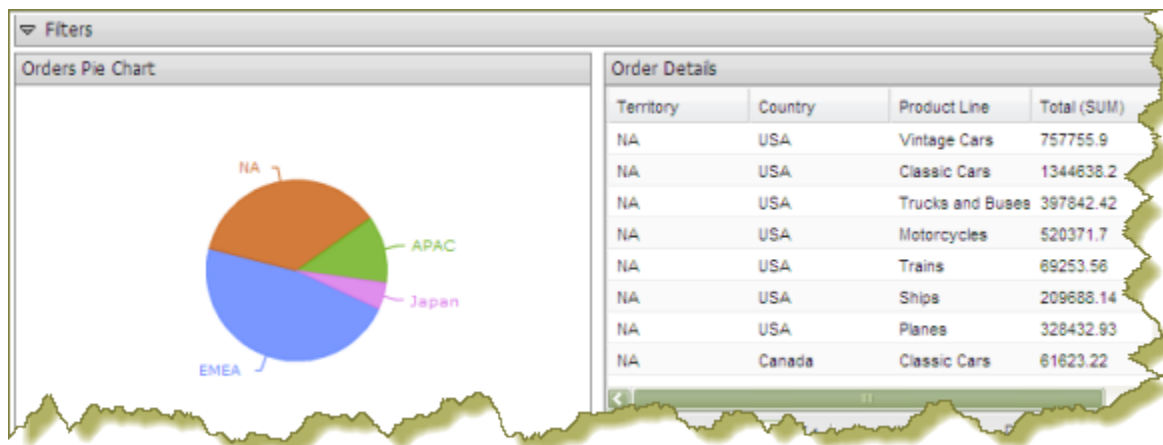 Filters
Orders Pie Chart
NA
APAC
Japan
EMEA
Order Details
Territory Country Product Line Total (SUM)
NA USA Vintage Cars 757755.9
NA USA Classic Cars 1344638.2
NA USA Trucks and Buses 397842.42
NA USA Motorcycles 520371.7
NA USA Trains 69253.56
NA USA Ships 209688.14
NA USA Planes 328432.93
NA Canada Classic Cars 61623.22